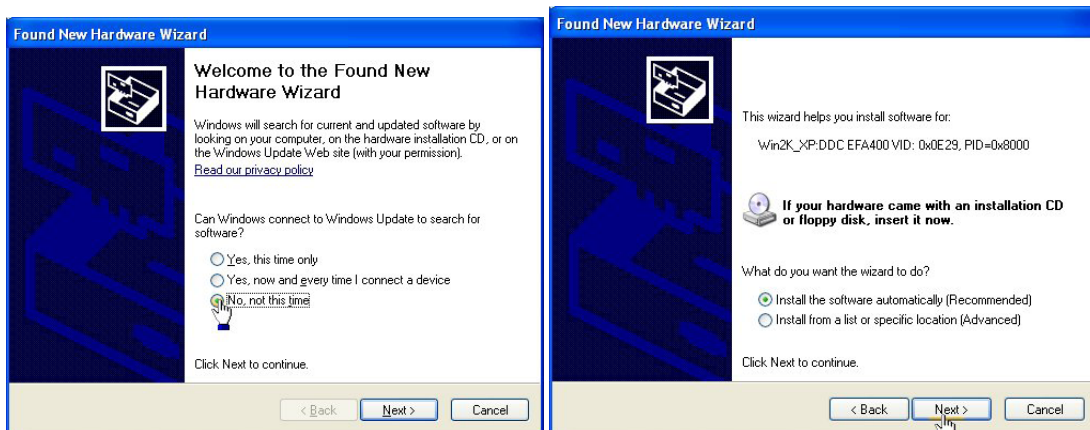 Found New Hardware Wizard
Welcome to the Found New
Hardware Wizard
Windows will search for current and updated software by
looking on your computer, on the hardware installation CD, or on
the Windows Update Web site (with your permission).
Read our privacy policy
Can Windows connect to Windows Update to search for
software?
Yes, this time only
Yes, now and every time I connect a device
No, not this time
Click Next to continue.
< Back
Next >
Cancel
Found New Hardware Wizard
This wizard helps you install software for:
Win2K_XP:DDC EFA400 VID: 0x0E29, PID=0x8000
If your hardware came with an installation CD
or floppy disk, insert it now.
What do you want the wizard to do?
Install the software automatically (Recommended)
Install from a list or specific location (Advanced)
Click Next to continue.
< Back
Next >
Cancel